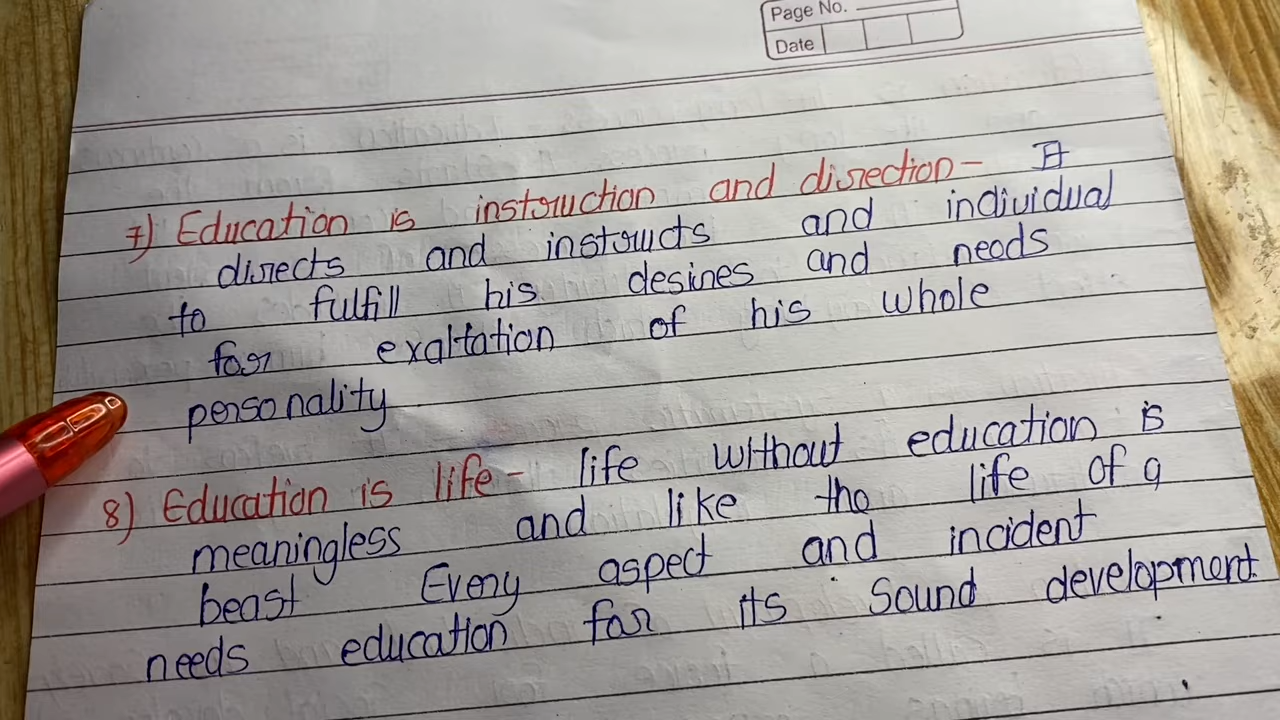 Page No.
Date
7) Education is instruction and direction - It
directs and instructs and individual
to fulfill his desires and needs
for exaltation of his whole
personality
8) Education is life - life without education is
meaningless and like the life of a
beast Every aspect and incident
needs education for its sound development.